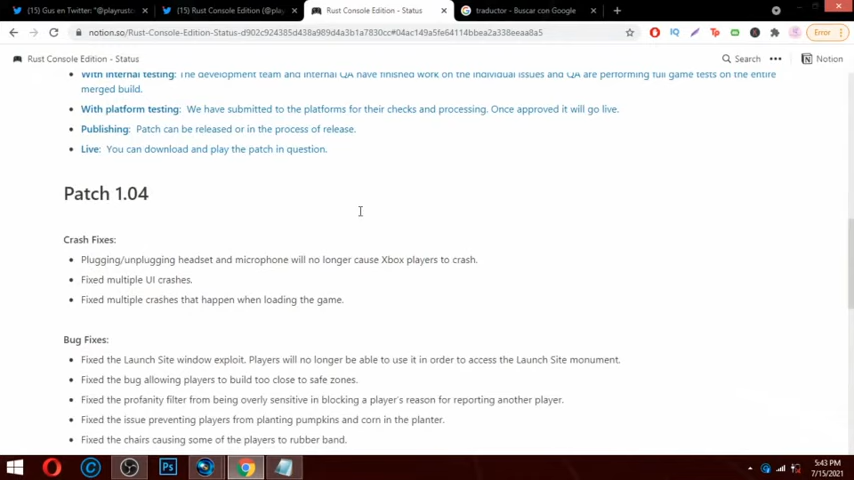 (15) Gus en Twitter: "@playrusto
(15) Rust Console Edition (@play
Rust Console Edition - Status
traductor - Buscar con Google
notion.so/Rust-Console-Edition-Status-d902c924385d438a989d4a3b1a7830cc#04ac149a5fe64114bbea2a338eeea8a5
Error
Rust Console Edition - Status
Search
Notion
With internal testing: The development team and internal QA have finished work on the individual issues and QA are performing full game tests on the entire
merged build.
With platform testing: We have submitted to the platforms for their checks and processing. Once approved it will go live.
Publishing: Patch can be released or in the process of release.
Live: You can download and play the patch in question.
Patch 1.04
Crash Fixes:
Plugging/unplugging headset and microphone will no longer cause Xbox players to crash.
Fixed multiple UI crashes.
Fixed multiple crashes that happen when loading the game.
Bug Fixes:
Fixed the Launch Site window exploit. Players will no longer be able to use it in order to access the Launch Site monument.
Fixed the bug allowing players to build too close to safe zones.
Fixed the profanity filter from being overly sensitive in blocking a player's reason for reporting another player.
Fixed the issue preventing players from planting pumpkins and corn in the planter.
Fixed the chairs causing some of the players to rubber band.
Ps
5:43 PM
7/15/2021